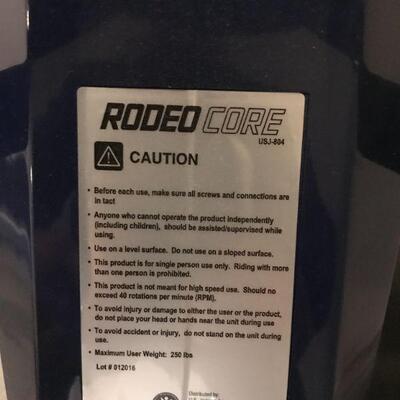 RODEO CORE
USJ-804
CAUTION
• Before each use, make sure all screws and connections are
in tact
• Anyone who cannot operate the product independently
(including children), should be assisted/supervised while
using.
• Use on a level surface. Do not use on a sloped surface.
• This product is for single person use only. Riding with more
than one person is prohibited.
• This product is not meant for high speed use. Should no
exceed 40 rotations per minute (RPM).
• To avoid injury or damage to either the user or the product,
do not place your head or hands near the unit during use
• To avoid accident or injury, do not stand on the unit during
use.
• Maximum User Weight: 250 lbs
Lot # 012016
Distributed by: